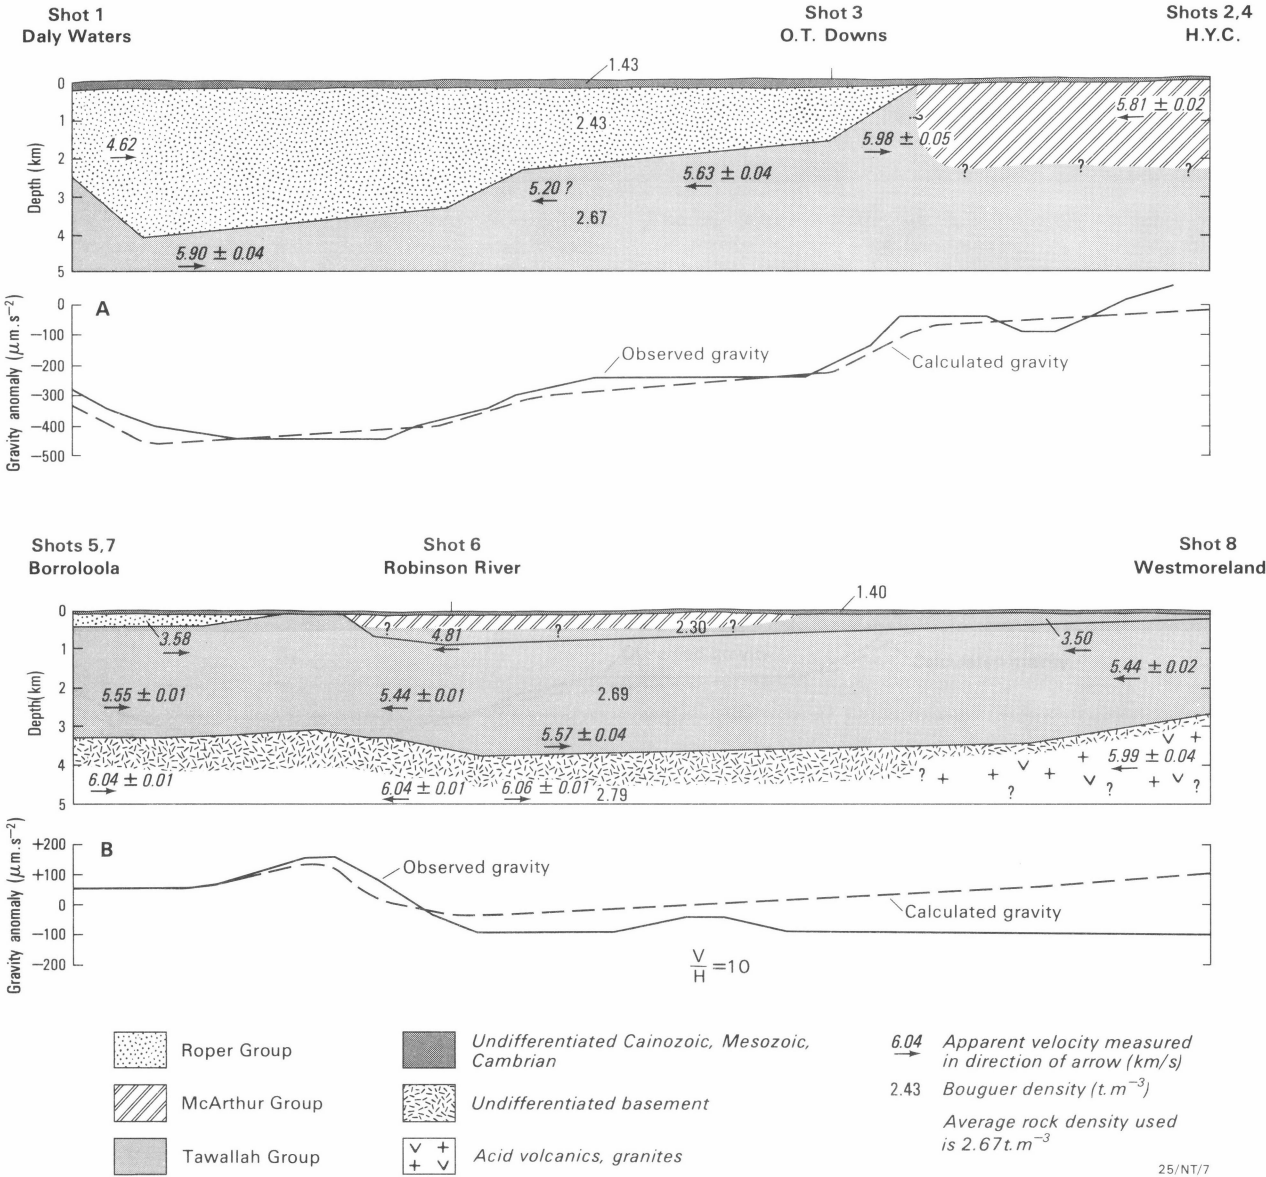 Shot 1
Daly Waters
Shot 3
O.T. Downs
Shots 2,4
H.Y.C.
1.43
0
1
2
3
4
5
Depth (km)
4.62
2.43
5.81 ± 0.02
?
5.98 ± 0.05
5.63 ± 0.04
5.20 ?
2.67
? ? ?
5.90 ± 0.04
A
Gravity anomaly (μm.s⁻²)
0
−100
−200
−300
−400
−500
Observed gravity
Calculated gravity
Shots 5,7
Borroloola
Shot 6
Robinson River
Shot 8
Westmoreland
1.40
0
1
2
3
4
5
Depth(km)
3.58
? ? ?
4.81
2.30
3.50
5.44 ± 0.02
5.55 ± 0.01
5.44 ± 0.01
2.69
5.57 ± 0.04
5.99 ± 0.04
6.04 ± 0.01
6.04 ± 0.01
6.06 ± 0.01
2.79
? ? ? ?
B
Gravity anomaly (μm.s⁻²)
+200
+100
0
−100
−200
Observed gravity
Calculated gravity
V/H =10
Roper Group
McArthur Group
Tawallah Group
Undifferentiated Cainozoic, Mesozoic,
Cambrian
Undifferentiated basement
Acid volcanics, granites
6.04 Apparent velocity measured
in direction of arrow (km/s)
2.43 Bouguer density (t.m⁻³)
Average rock density used
is 2.67t.m⁻³
25/NT/7